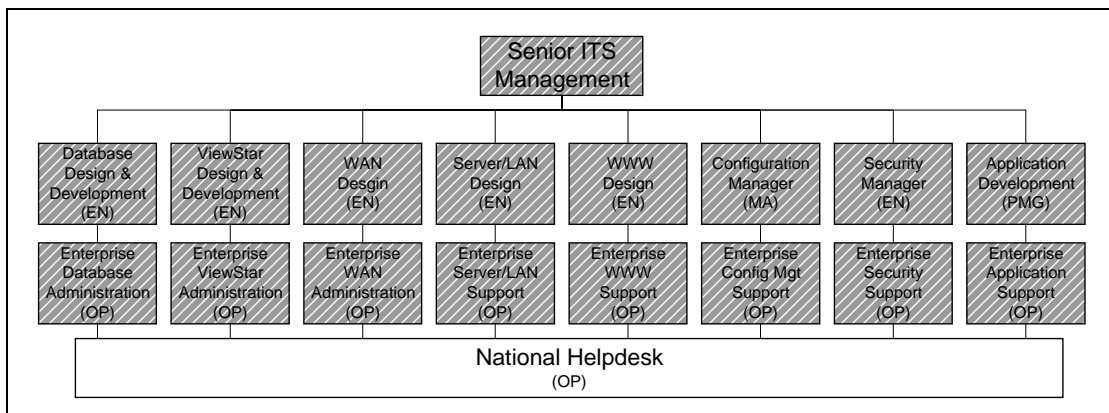 Senior ITS
Management
Database
Design &
Development
(EN)
ViewStar
Design &
Development
(EN)
WAN
Desgin
(EN)
Server/LAN
Design
(EN)
WWW
Design
(EN)
Configuration
Manager
(MA)
Security
Manager
(EN)
Application
Development
(PMG)
Enterprise
Database
Administration
(OP)
Enterprise
ViewStar
Administration
(OP)
Enterprise
WAN
Administration
(OP)
Enterprise
Server/LAN
Support
(OP)
Enterprise
WWW
Support
(OP)
Enterprise
Config Mgt
Support
(OP)
Enterprise
Security
Support
(OP)
Enterprise
Application
Support
(OP)
National Helpdesk
(OP)